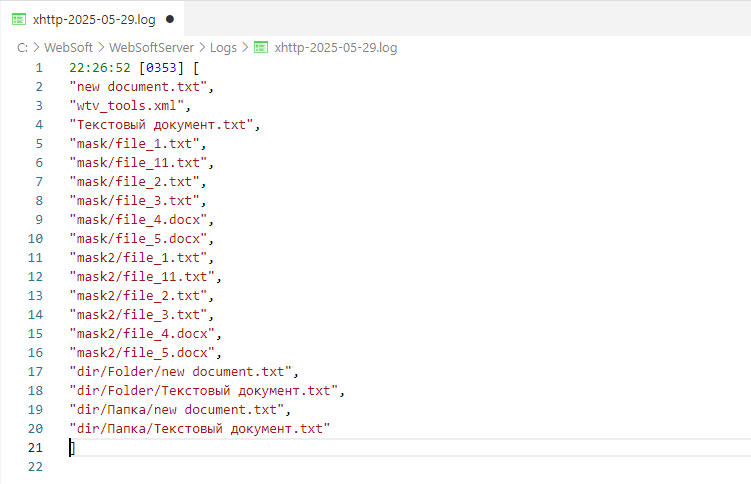 xhttp-2025-05-29.log
C: > WebSoft > WebSoftServer > Logs > xhttp-2025-05-29.log
1 22:26:52 [0353] [
2 "new document.txt",
3 "wtv_tools.xml",
4 "Текстовый документ.txt",
5 "mask/file_1.txt",
6 "mask/file_11.txt",
7 "mask/file_2.txt",
8 "mask/file_3.txt",
9 "mask/file_4.docx",
10 "mask/file_5.docx",
11 "mask2/file_1.txt",
12 "mask2/file_11.txt",
13 "mask2/file_2.txt",
14 "mask2/file_3.txt",
15 "mask2/file_4.docx",
16 "mask2/file_5.docx",
17 "dir/Folder/new document.txt",
18 "dir/Folder/Текстовый документ.txt",
19 "dir/Папка/new document.txt",
20 "dir/Папка/Текстовый документ.txt"
21 ]
22